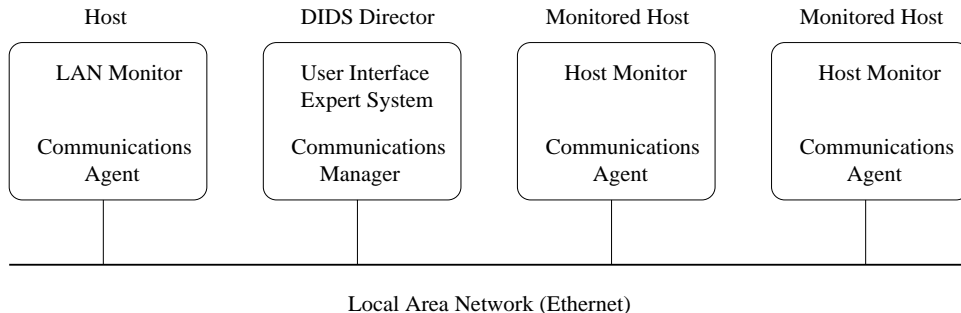 Host
DIDS Director
Monitored Host
Monitored Host
LAN Monitor
Communications
Agent
User Interface
Expert System
Communications
Manager
Host Monitor
Communications
Agent
Host Monitor
Communications
Agent
Local Area Network (Ethernet)